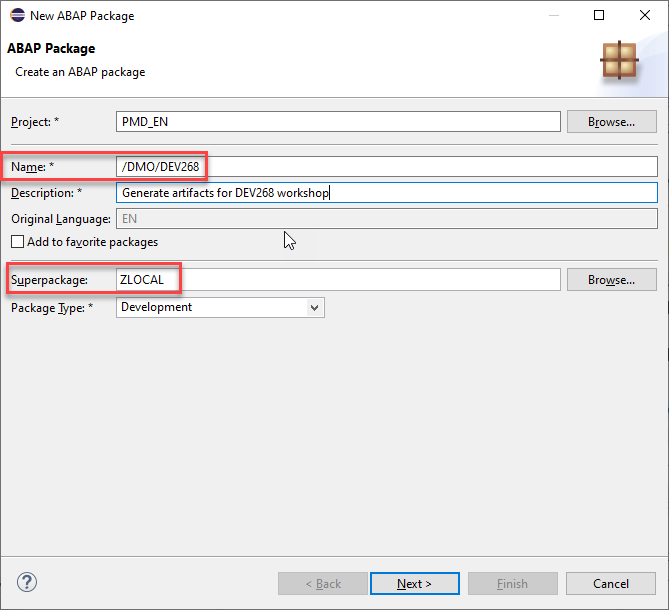 New ABAP Package
ABAP Package
Create an ABAP package
Project: * PMD_EN Browse...
Name: * /DMO/DEV268
Description: * Generate artifacts for DEV268 workshop
Original Language: EN
Add to favorite packages
Superpackage: ZLOCAL Browse...
Package Type: * Development
? < Back Next > Finish Cancel